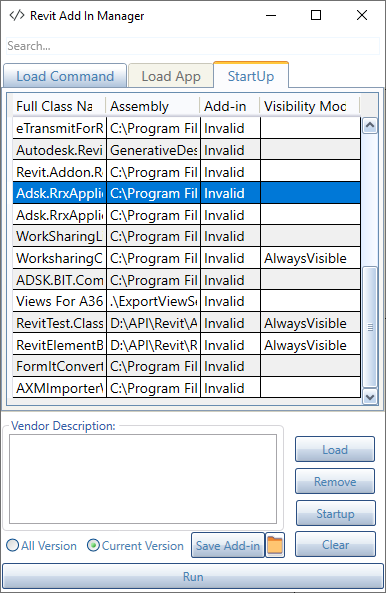 Revit Add In Manager
Search...
Load Command Load App StartUp
Full Class Na Assembly Add-in Visibility Moc
eTransmitForR C:\Program Fil Invalid
Autodesk.Revi GenerativeDes Invalid
Revit.Addon.R C:\Program Fil Invalid
Adsk.RrxApplic C:\Program Fil Invalid
Adsk.RrxApplic C:\Program Fil Invalid
WorkSharingL C:\Program Fil Invalid
WorksharingC C:\Program Fil Invalid AlwaysVisible
ADSK.BIT.Com C:\Program Fil Invalid
Views For A36 .\ExportViewSe Invalid
RevitTest.Class D:\API\Revit\A Invalid AlwaysVisible
RevitElementB D:\API\Revit\R Invalid AlwaysVisible
FormItConvert C:\Program Fil Invalid
AXMImporter\ C:\Program Fil Invalid
Vendor Description:
Load
Remove
Startup
All Version Current Version Save Add-in Clear
Run